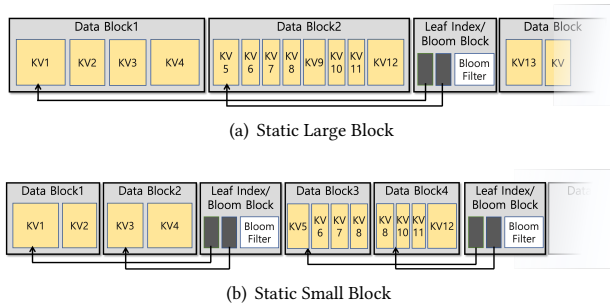 Data Block1 Data Block2 Leaf Index/ Bloom Block Data Block
KV1 KV2 KV3 KV4 KV 5 KV 6 KV 7 KV 8 KV9 KV 10 KV 11 KV12 Bloom Filter KV13 KV
(a) Static Large Block
Data Block1 Data Block2 Leaf Index/ Bloom Block Data Block3 Data Block4 Leaf Index/ Bloom Block Data
KV1 KV2 KV3 KV4 Bloom Filter KV5 KV 6 KV 7 KV 8 KV 8 KV 10 KV 11 KV12 Bloom Filter
(b) Static Small Block